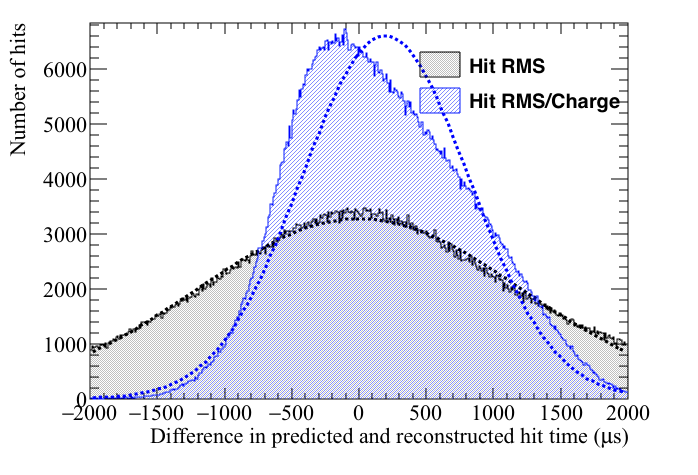 Number of hits
6000
5000
4000
3000
2000
1000
0
Hit RMS
Hit RMS/Charge
−2000 −1500 −1000 −500 0 500 1000 1500 2000
Difference in predicted and reconstructed hit time (μs)